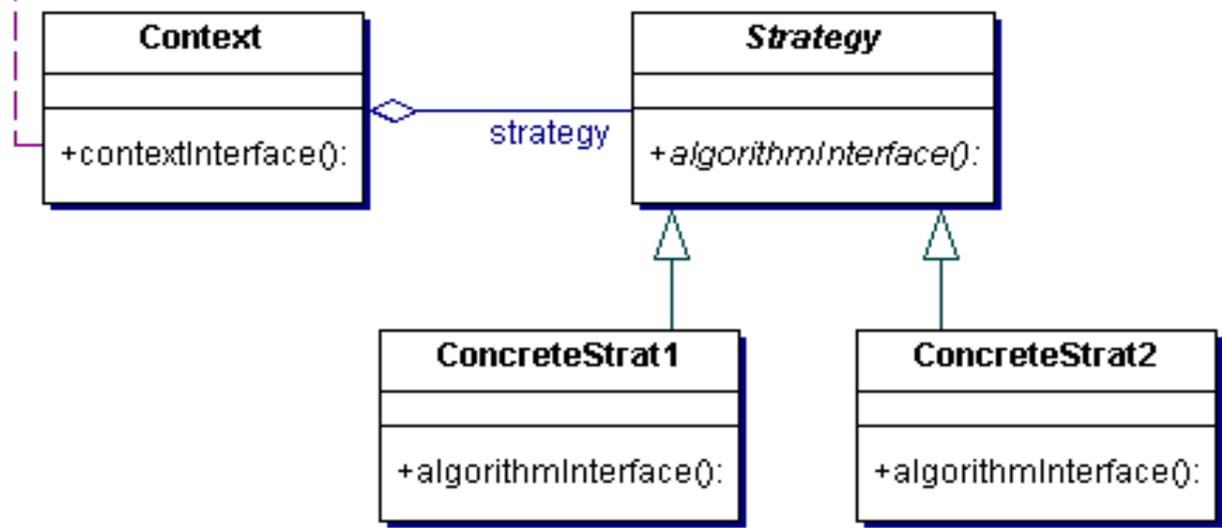 Context
+contextInterface():
strategy
Strategy
+algorithmInterface():
ConcreteStrat1
+algorithmInterface():
ConcreteStrat2
+algorithmInterface():